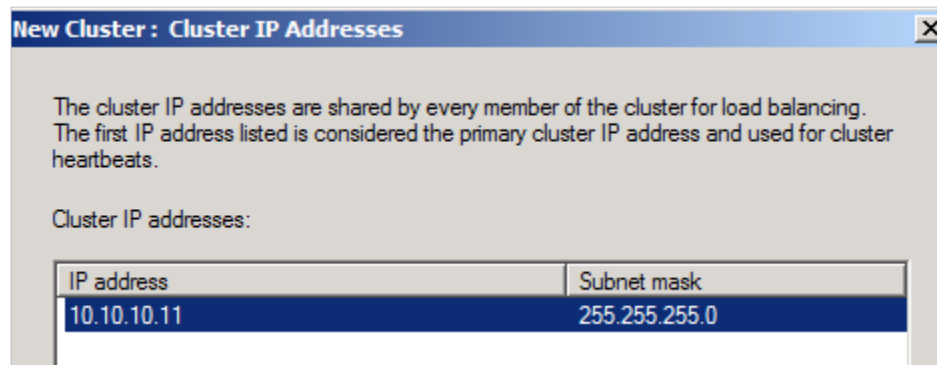 New Cluster : Cluster IP Addresses
The cluster IP addresses are shared by every member of the cluster for load balancing.
The first IP address listed is considered the primary cluster IP address and used for cluster
heartbeats.
Cluster IP addresses:
IP address Subnet mask
10.10.10.11 255.255.255.0